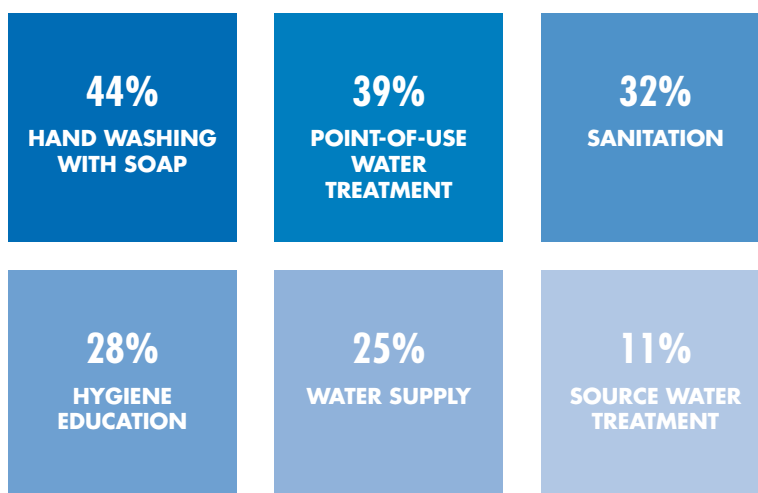 44%
HAND WASHING
WITH SOAP
39%
POINT-OF-USE
WATER
TREATMENT
32%
SANITATION
28%
HYGIENE
EDUCATION
25%
WATER SUPPLY
11%
SOURCE WATER
TREATMENT